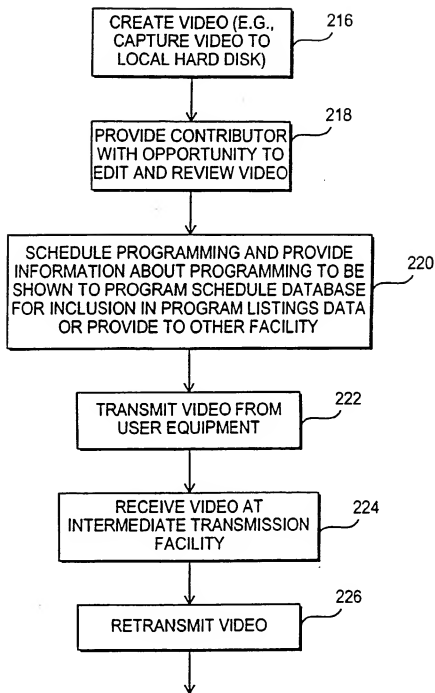 CREATE VIDEO (E.G.,
CAPTURE VIDEO TO
LOCAL HARD DISK)
216
PROVIDE CONTRIBUTOR
WITH OPPORTUNITY TO
EDIT AND REVIEW VIDEO
218
SCHEDULE PROGRAMMING AND PROVIDE
INFORMATION ABOUT PROGRAMMING TO BE
SHOWN TO PROGRAM SCHEDULE DATABASE
FOR INCLUSION IN PROGRAM LISTINGS DATA
OR PROVIDE TO OTHER FACILITY
220
TRANSMIT VIDEO FROM
USER EQUIPMENT
222
RECEIVE VIDEO AT
INTERMEDIATE TRANSMISSION
FACILITY
224
RETRANSMIT VIDEO
226